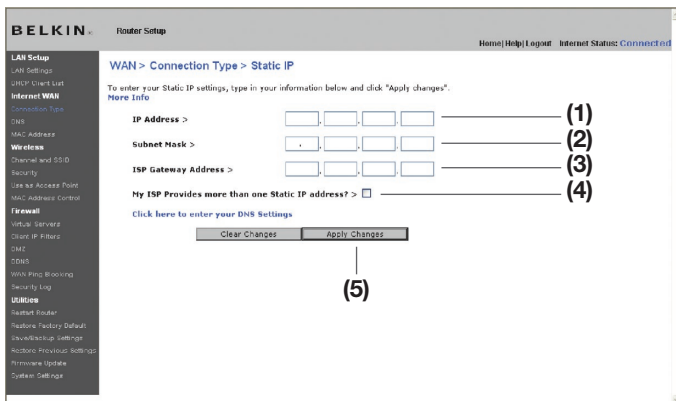 BELKIN®
Router Setup
Home|Help|Logout Internet Status: Connected
LAN Setup
LAN Settings
DHCP Client List
Internet WAN
Connection Type
DNS
MAC Address
Wireless
Channel and SSID
Security
Use as Access Point
MAC Address Control
Firewall
Virtual Servers
Client IP Filters
DMZ
DDNS
WAN Ping Blocking
Security Log
Utilities
Restart Router
Restore Factory Default
Save/Backup Settings
Restore Previous Settings
Firmware Update
System Settings
WAN > Connection Type > Static IP
To enter your Static IP settings, type in your information below and click "Apply changes".
More Info
IP Address > . . . (1)
Subnet Mask > . . . (2)
ISP Gateway Address > . . . (3)
My ISP Provides more than one Static IP address? > (4)
Click here to enter your DNS Settings
Clear Changes Apply Changes
(5)